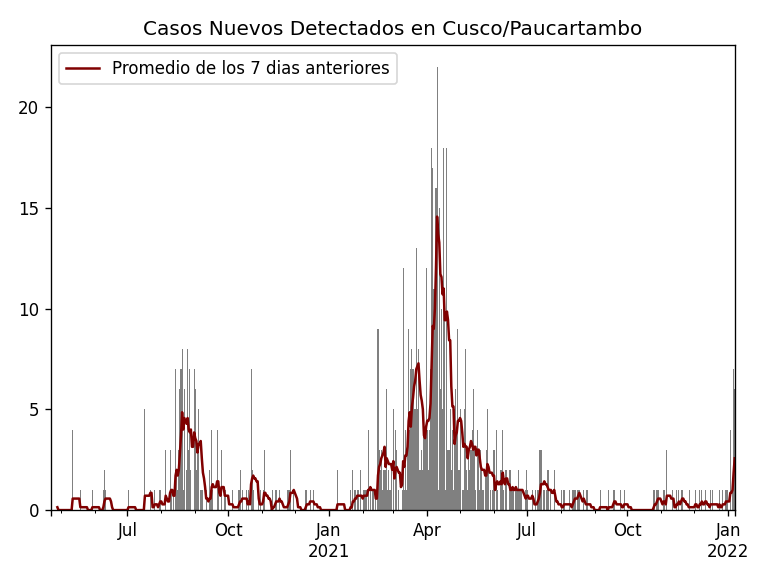 Casos Nuevos Detectados en Cusco/Paucartambo
Promedio de los 7 dias anteriores
20
15
10
5
0
Jul Oct Jan Apr Jul Oct Jan
2021 2022